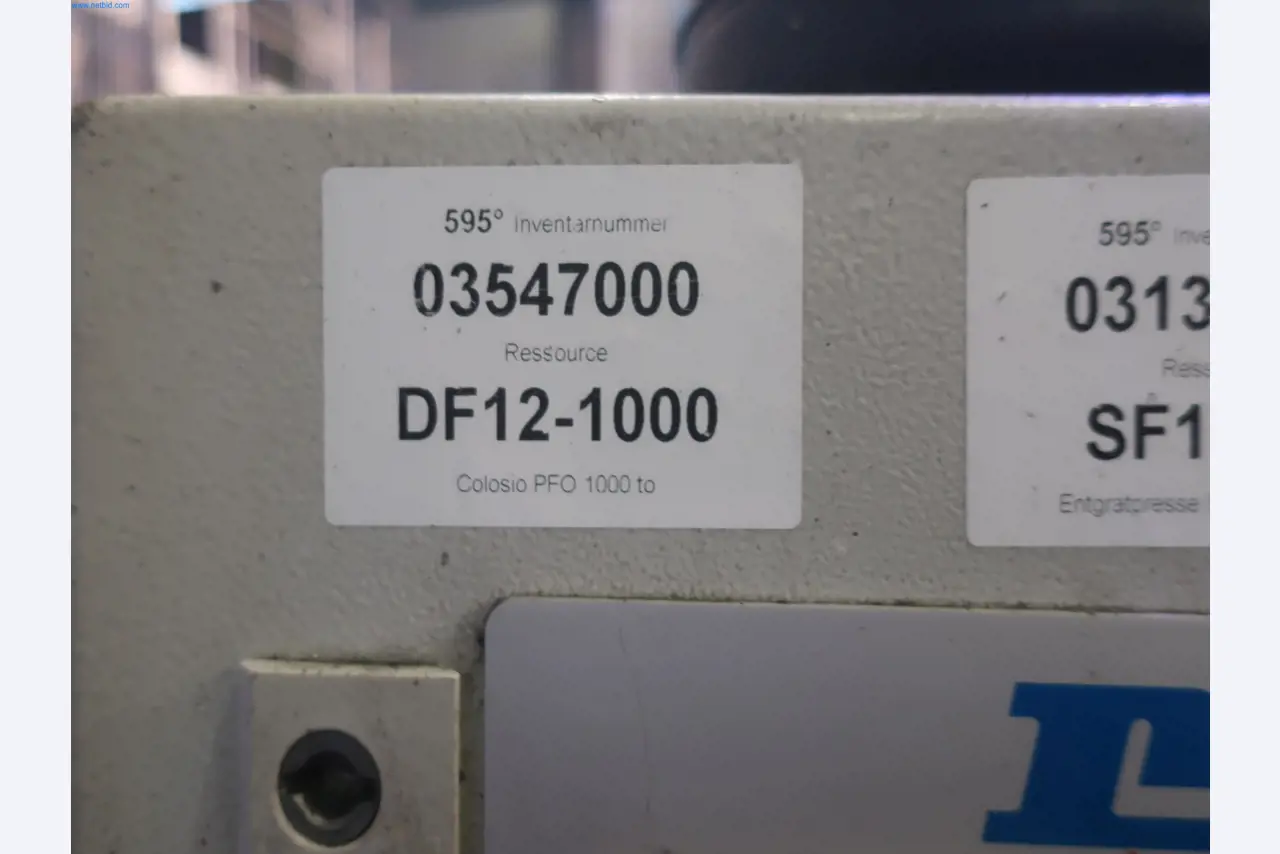 www.netbid.com
595° Inventarnummer
03547000
Ressource
DF12-1000
Colosio PFO 1000 to
595°
0313
SF1
Entgratpresse